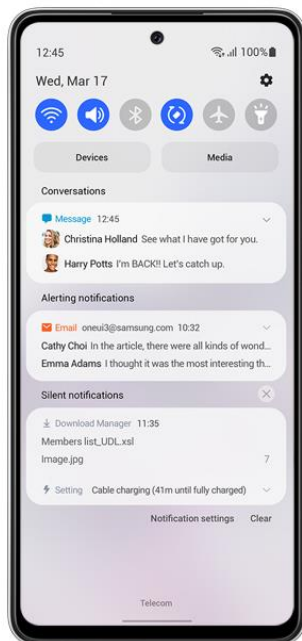 12:45 100%
Wed, Mar 17
Devices Media
Conversations
Message 12:45
Christina Holland See what I have got for you.
Harry Potts I'm BACK!! Let's catch up.
Alerting notifications
Email oneui3@samsung.com 10:32
Cathy Choi In the article, there were all kinds of wond...
Emma Adams I thought it was the most interesting th...
Silent notifications
Download Manager 11:35
Members list_UDL.xsl
Image.jpg 7
Setting Cable charging (41m until fully charged)
Notification settings Clear
Telecom